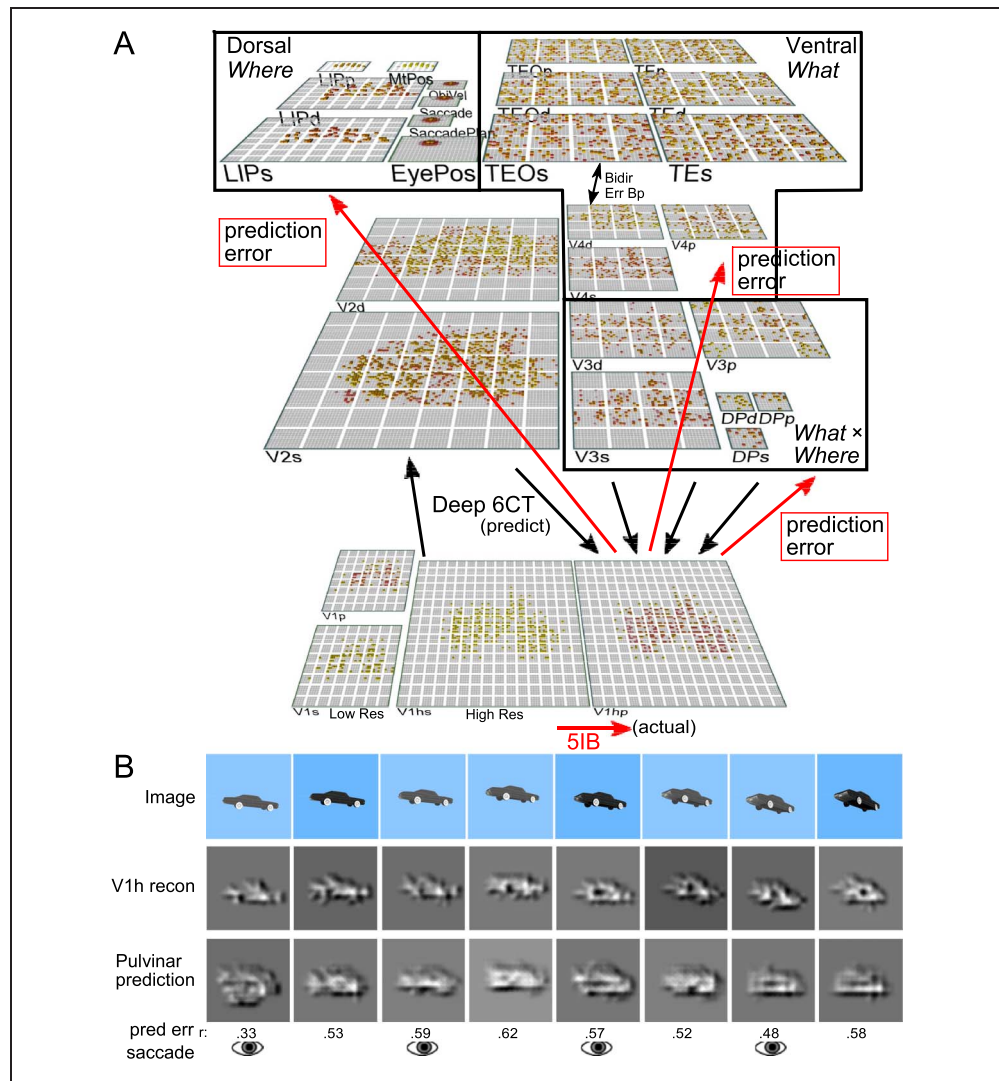 A
Dorsal
Where
Ventral
What
LIPp
MtPos
ObjVel
LIPd
Saccade
SaccadePlan
LIPs
EyePos
TEOp
TEp
TEOd
TEd
TEOs
TEs
Bidir
Err Bp
prediction
error
V4d
V4p
prediction
error
V4s
V2d
V3d
V3p
DPd
DPp
DPs
What ×
Where
V2s
V3s
Deep 6CT
(predict)
prediction
error
V1p
V1s
Low Res
V1hs
High Res
V1hp
5IB
(actual)
B
Image
V1h recon
Pulvinar
prediction
pred err r: .33 .53 .59 .62 .57 .52 .48 .58
saccade